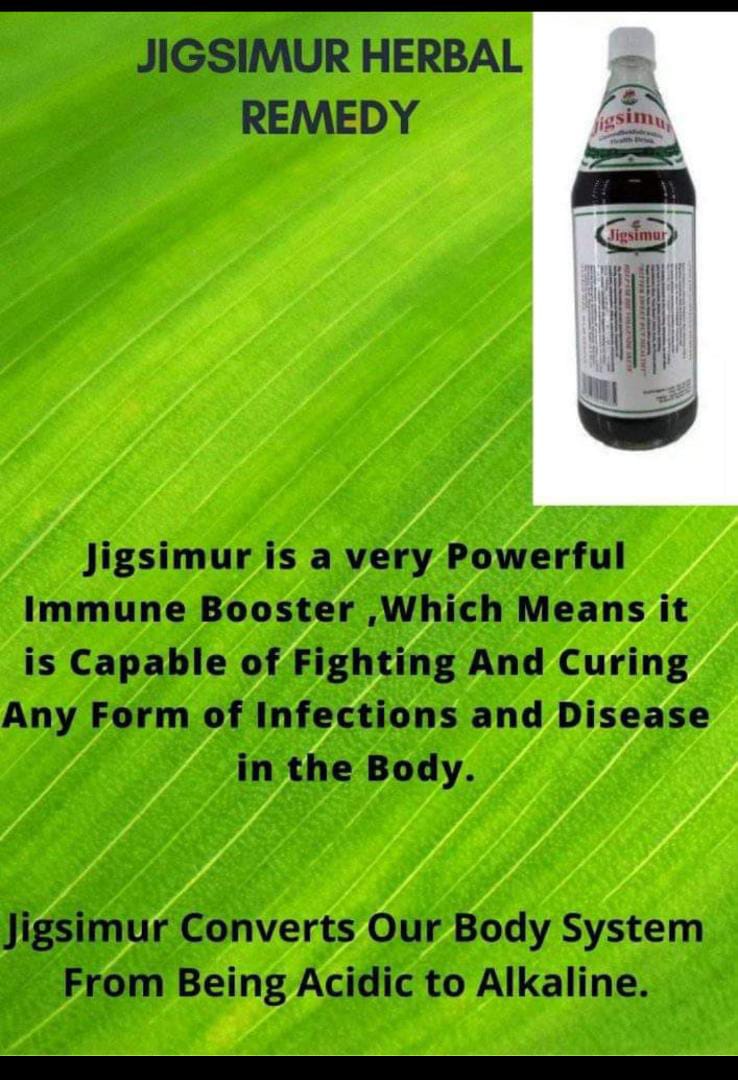 JIGSIMUR HERBAL
REMEDY
Jigsimur
Health Drink
Jigsimur
Jigsimur is a very Powerful
Immune Booster ,Which Means it
is Capable of Fighting And Curing
Any Form of Infections and Disease
in the Body.
Jigsimur Converts Our Body System
From Being Acidic to Alkaline.